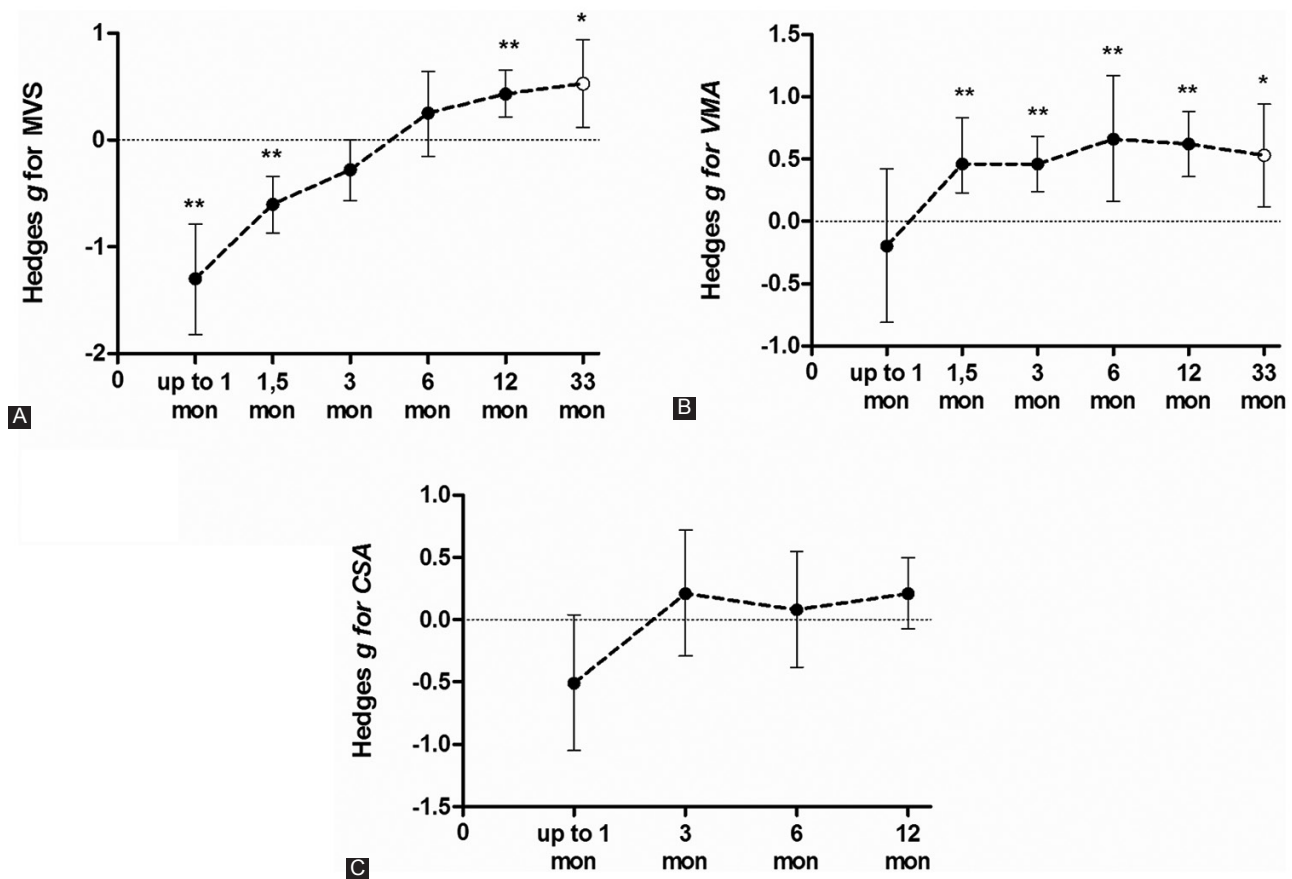 Hedges g for MVS
1
0
-1
-2
**
**
**
*
0
up to 1 mon
1,5 mon
3 mon
6 mon
12 mon
33 mon
A
Hedges g for VMA
1.5
1.0
0.5
0.0
-0.5
-1.0
**
**
**
**
*
0
up to 1 mon
1,5 mon
3 mon
6 mon
12 mon
33 mon
B
Hedges g for CSA
1.0
0.5
0.0
-0.5
-1.0
-1.5
0
up to 1 mon
3 mon
6 mon
12 mon
C